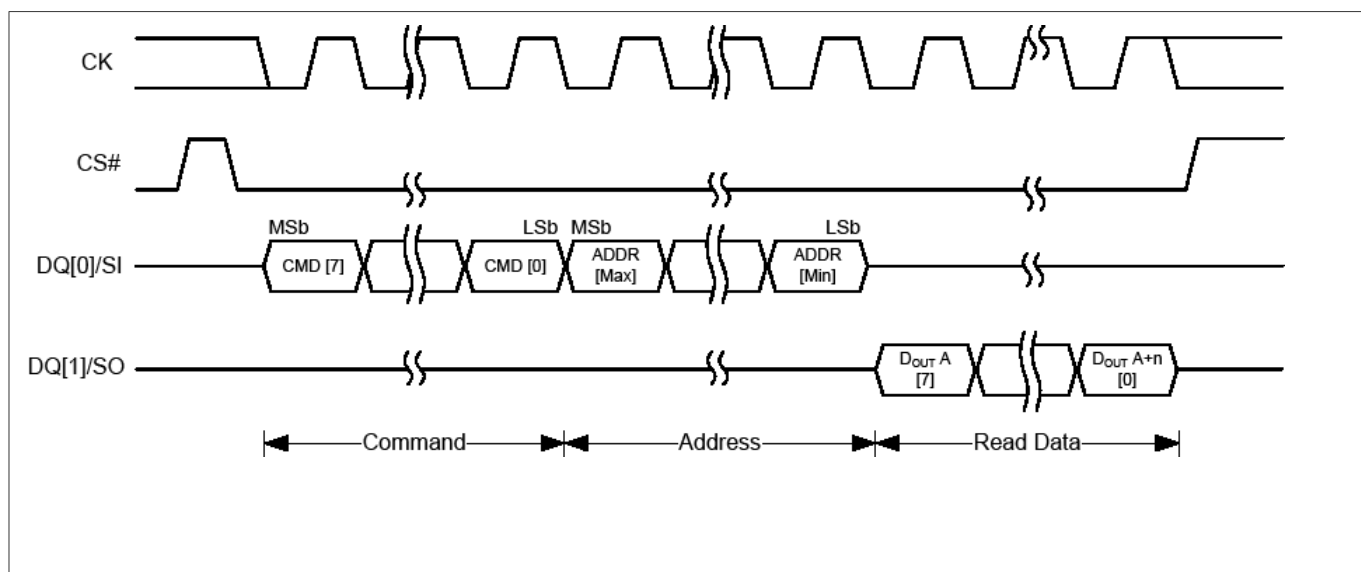 CK
CS#
MSb LSb MSb LSb
DQ[0]/SI CMD [7] CMD [0] ADDR [Max] ADDR [Min]
DQ[1]/SO DOUT A [7] DOUT A+n [0]
Command Address Read Data